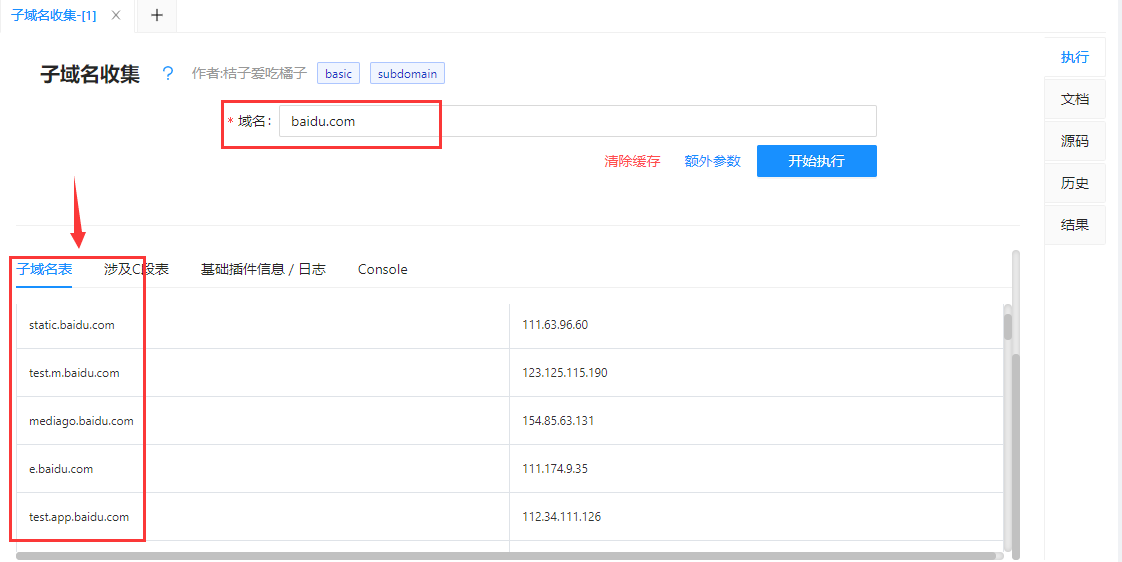 子域名收集-[1]
子域名收集 ? 作者:桔子爱吃橘子 basic subdomain
* 域名: baidu.com
清除缓存 额外参数 开始执行
执行
文档
源码
历史
结果
子域名表 涉及C段表 基础插件信息 / 日志 Console
static.baidu.com 111.63.96.60
test.m.baidu.com 123.125.115.190
mediago.baidu.com 154.85.63.131
e.baidu.com 111.174.9.35
test.app.baidu.com 112.34.111.126